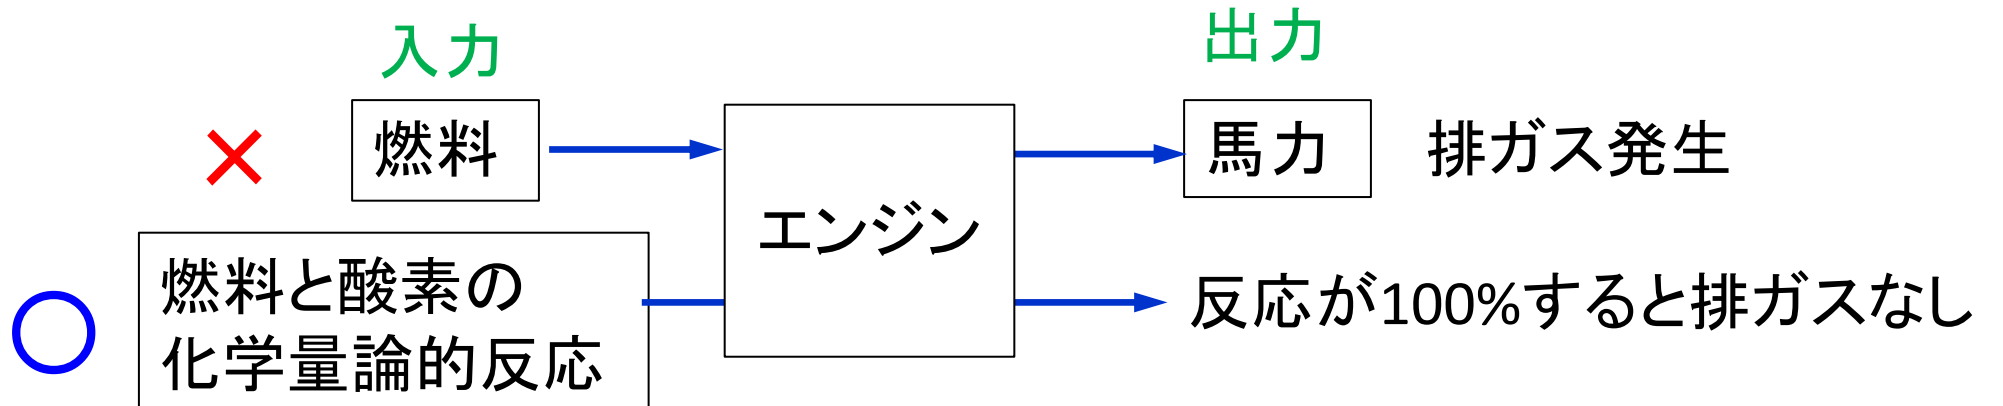 入力
出力
燃料
馬力
排ガス発生
エンジン
燃料と酸素の
化学量論的反応
反応が100%すると排ガスなし